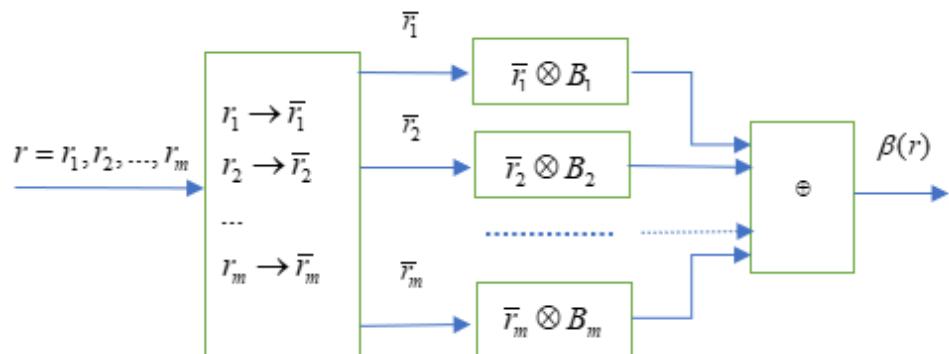 r̅₁
r̅₁ ⊗ B₁
r₁ → r̅₁
r̅₂
r = r₁, r₂, ..., rₘ
r₂ → r̅₂
r̅₂ ⊗ B₂
⊕
β(r)
...
rₘ → r̅ₘ
r̅ₘ
r̅ₘ ⊗ Bₘ